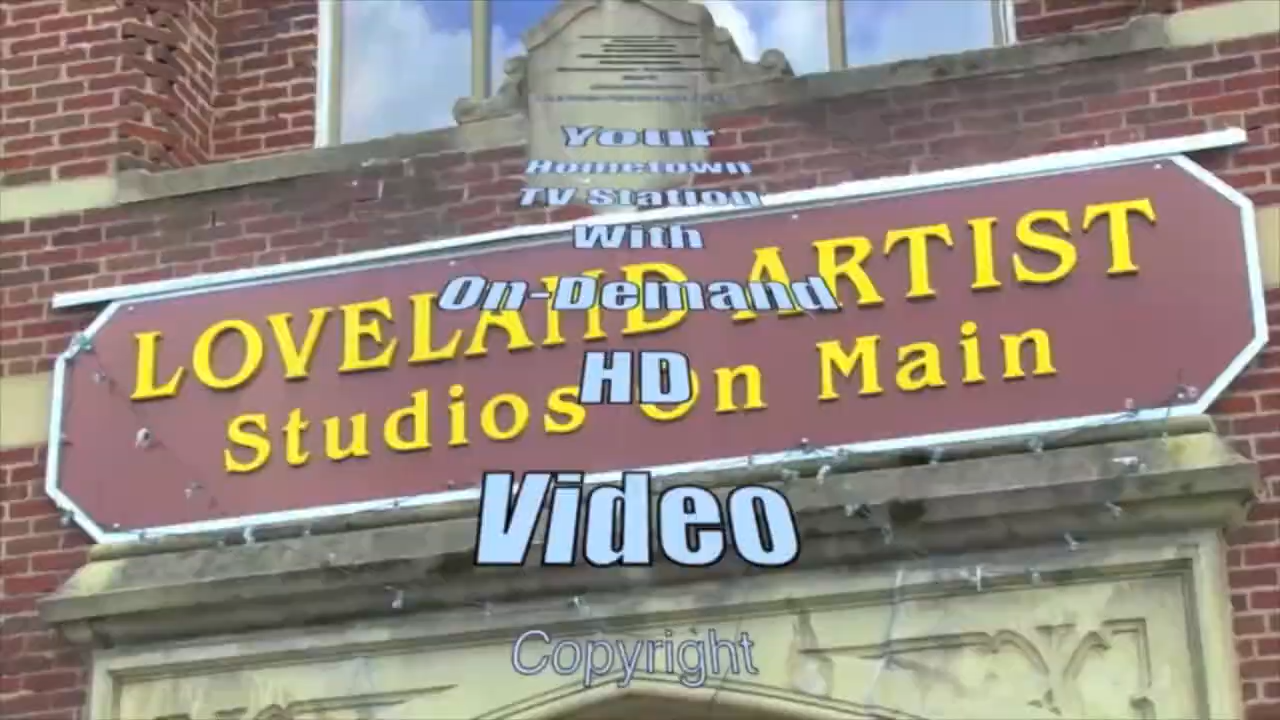 Your
Hometown
TV Station
With
On-Demand
HD
Video
Copyright
LOVELAND ARTIST
Studios On Main